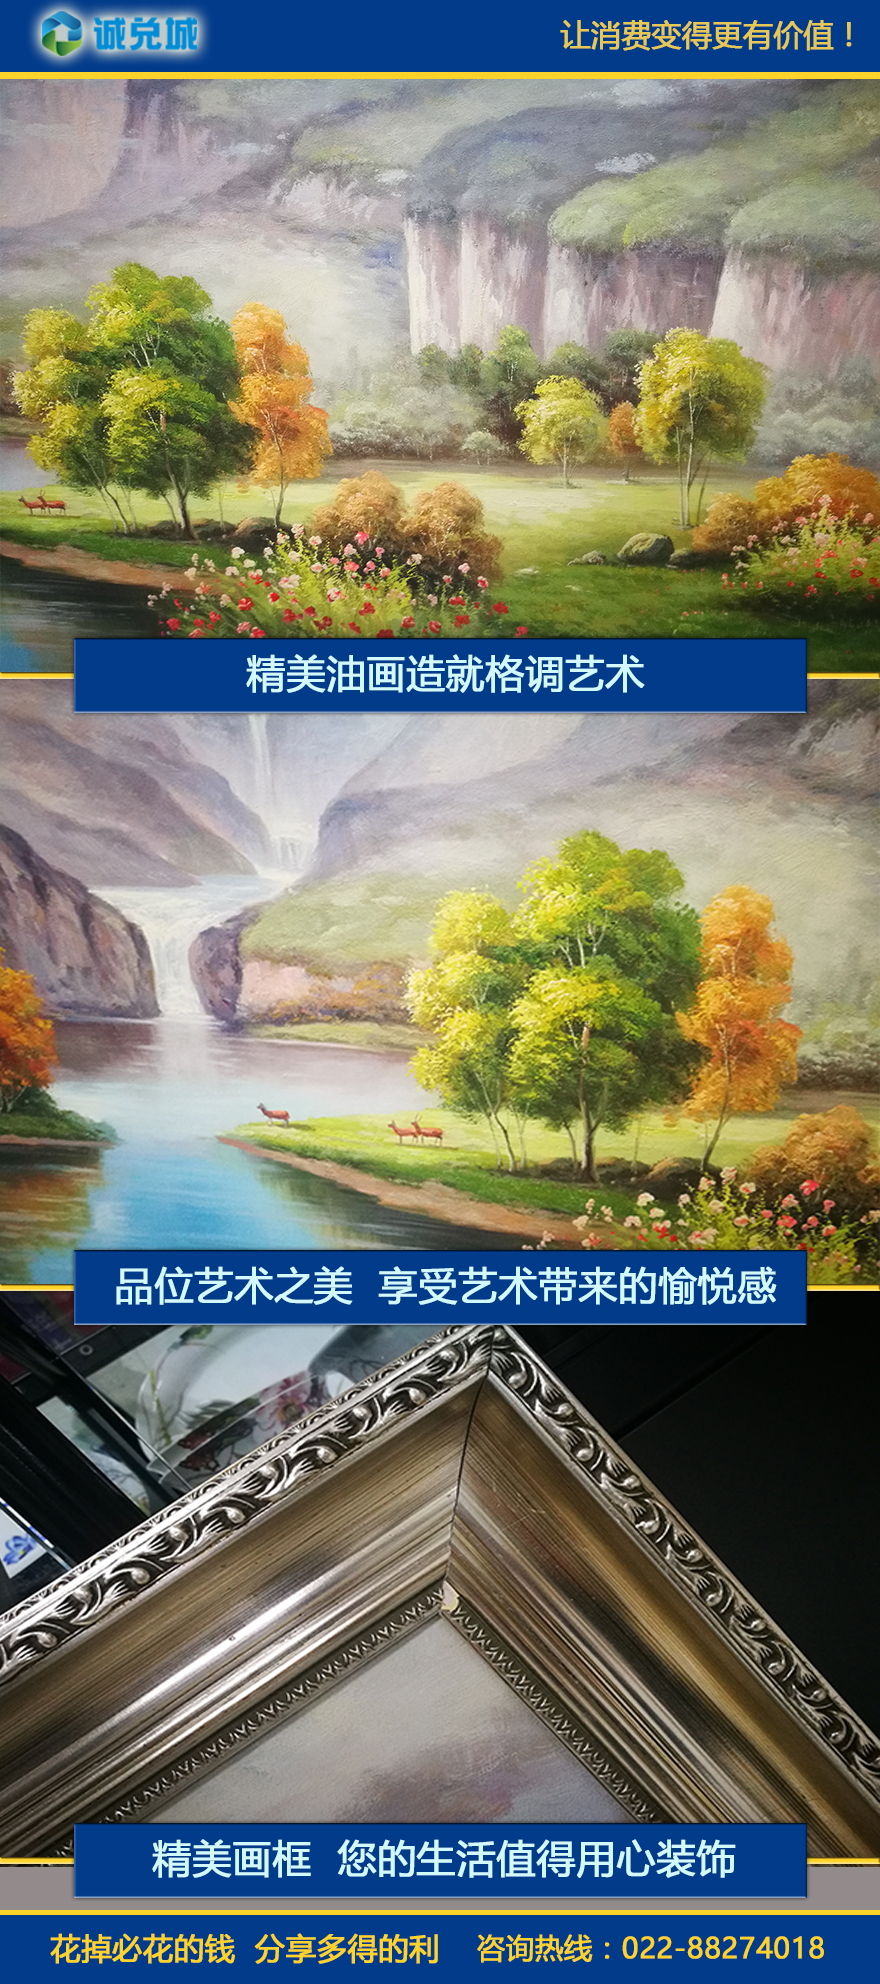 诚兑城
让消费变得更有价值！
精美油画造就格调艺术
品位艺术之美 享受艺术带来的愉悦感
精美画框 您的生活值得用心装饰
花掉必花的钱 分享多得的利 咨询热线：022-88274018